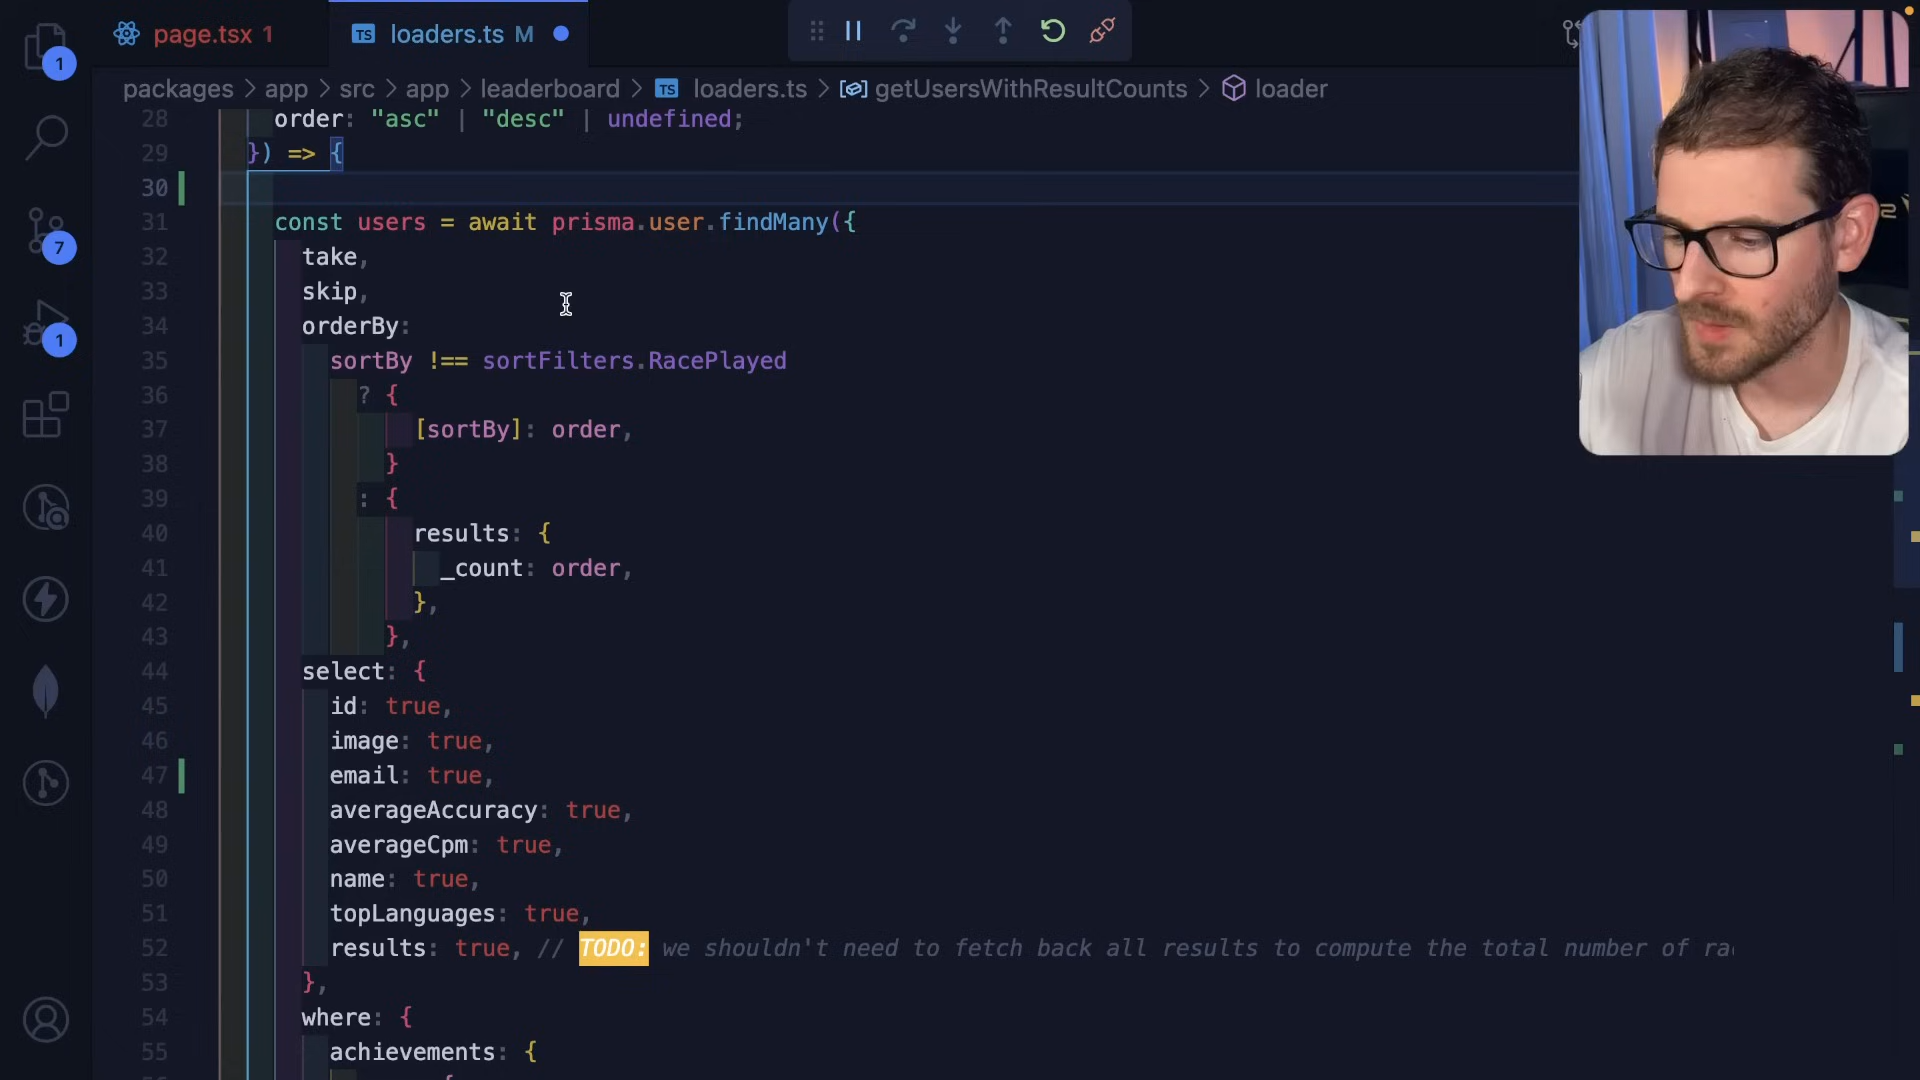 page.tsx 1
TS loaders.ts M
1
packages > app > src > app > leaderboard > TS loaders.ts > getUsersWithResultCounts > loader
28 order: "asc" | "desc" | undefined;
29 }) => {
30
31 const users = await prisma.user.findMany({
32 take,
33 skip,
34 orderBy:
35 sortBy !== sortFilters.RacePlayed
36 ? {
37 [sortBy]: order,
38 }
39 : {
40 results: {
41 _count: order,
42 },
43 },
44 select: {
45 id: true,
46 image: true,
47 email: true,
48 averageAccuracy: true,
49 averageCpm: true,
50 name: true,
51 topLanguages: true,
52 results: true, // TODO: we shouldn't need to fetch back all results to compute the total number of
53 },
54 where: {
55 achievements: {
7
1